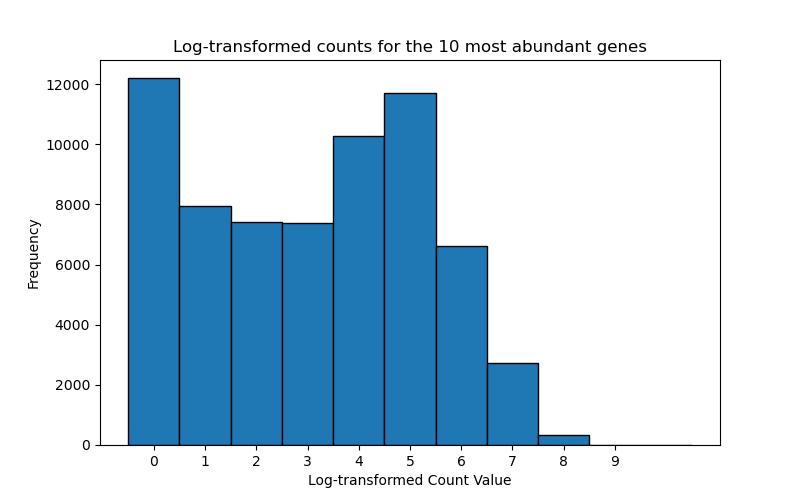 Log-transformed counts for the 10 most abundant genes
12000
10000
8000
6000
4000
2000
0
Frequency
0 1 2 3 4 5 6 7 8 9
Log-transformed Count Value